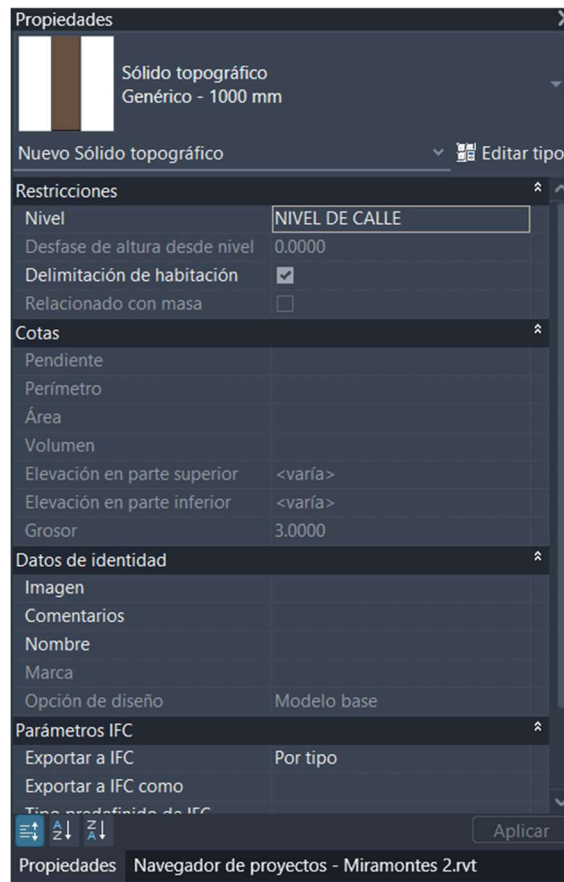 Propiedades
Sólido topográfico
Genérico - 1000 mm
Nuevo Sólido topográfico Editar tipo
Restricciones
Nivel NIVEL DE CALLE
Desfase de altura desde nivel 0.0000
Delimitación de habitación
Relacionado con masa
Cotas
Pendiente
Perímetro
Área
Volumen
Elevación en parte superior <varía>
Elevación en parte inferior <varía>
Grosor 3.0000
Datos de identidad
Imagen
Comentarios
Nombre
Marca
Opción de diseño Modelo base
Parámetros IFC
Exportar a IFC Por tipo
Exportar a IFC como
Tipo predefinido de IFC
Aplicar
Propiedades Navegador de proyectos - Miramontes 2.rvt